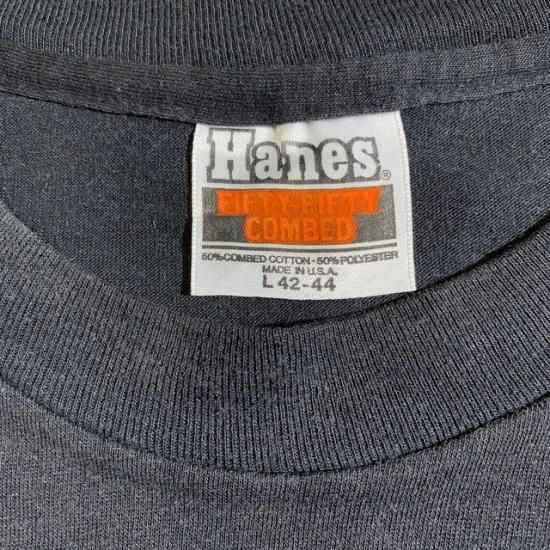 Hanes®
FIFTY-FIFTY
COMBED
50% COMBED COTTON - 50% POLYESTER
MADE IN U.S.A.
L 42-44